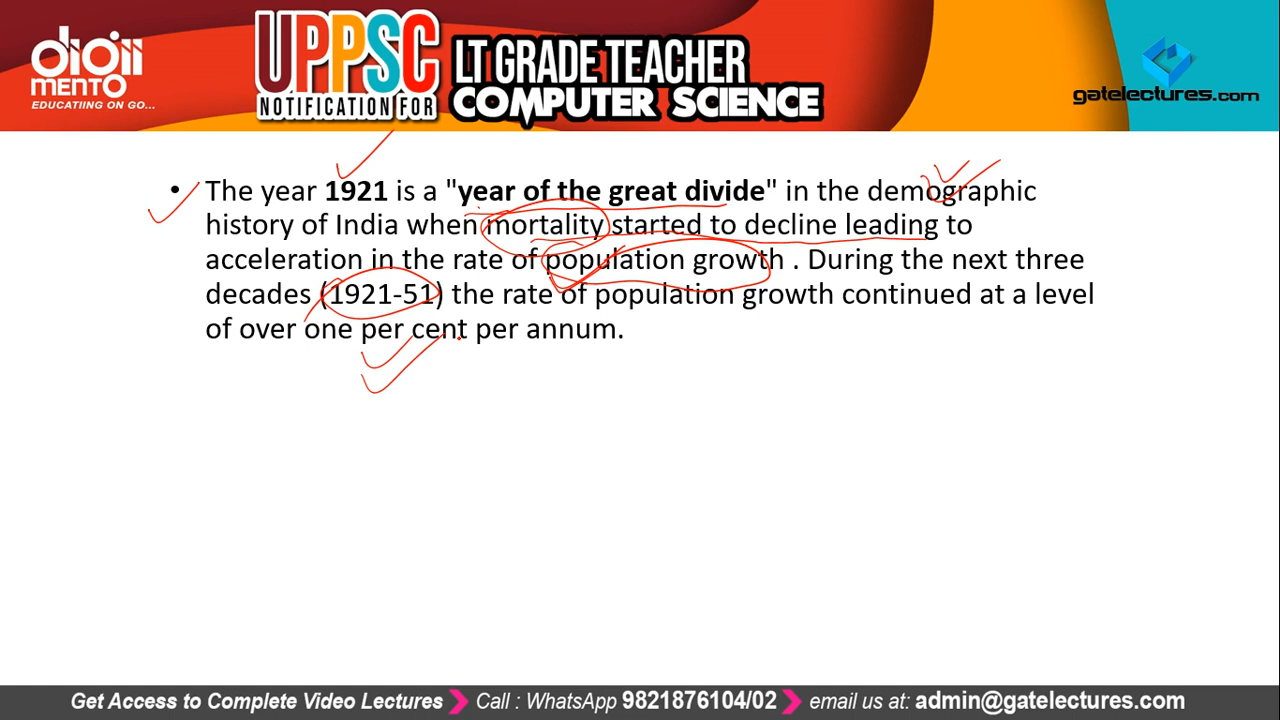 digii
MENTO
EDUCATING ON GO...
UPPSC
NOTIFICATION FOR
LT GRADE TEACHER
COMPUTER SCIENCE
gatelectures.com
• The year 1921 is a "year of the great divide" in the demographic
history of India when mortality started to decline leading to
acceleration in the rate of population growth . During the next three
decades (1921-51) the rate of population growth continued at a level
of over one per cent per annum.
Get Access to Complete Video Lectures Call : WhatsApp 9821876104/02 email us at: admin@gatelectures.com